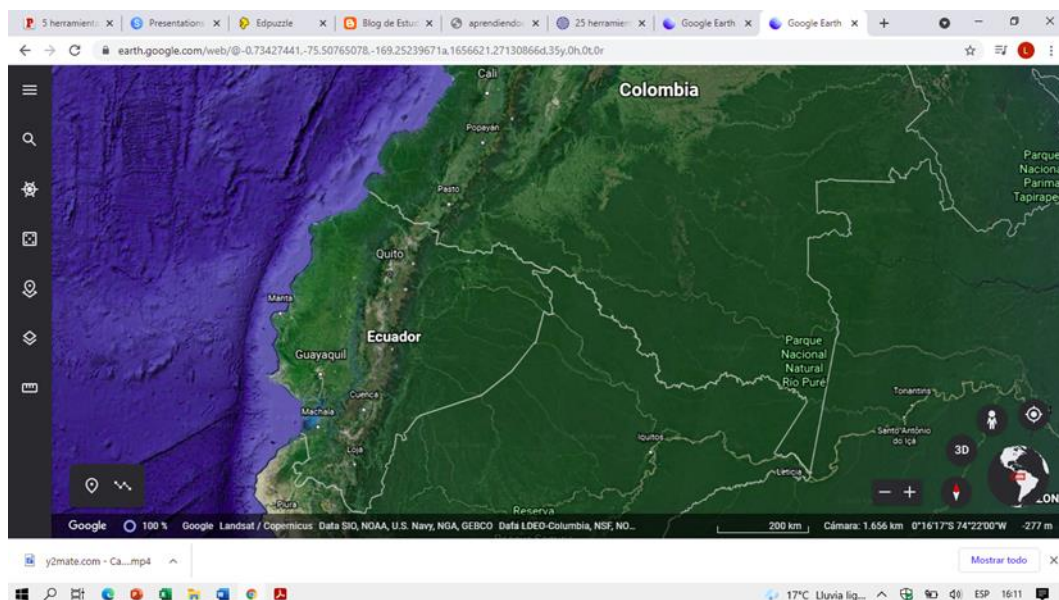 5 herramienta
Presentations
Edpuzzle
Blog de Estud
aprendiendo
25 herramien
Google Earth
Google Earth
earth.google.com/web/@-0.73427441,-75.50765078,-169.25239671a,1656621.27130866d,35y,0h,0t,0r
L
Cali
Colombia
Popayán
Parque
Nacional
Parima
Tapirape
Pasto
Quito
Manta
Ecuador
Guayaquil
Parque
Nacional
Natural
Río Puré
Cuenca
Tonantins
Machala
Iquitos
Santo Antônio
do Içá
Loja
3D
Leticia
Piura
LON
Reserva
Google
100 %
Google Landsat / Copernicus Data SIO, NOAA, U.S. Navy, NGA, GEBCO Data LDEO-Columbia, NSF, NO...
200 km
Cámara: 1.656 km
0°16'17"S 74°22'00"W
-277 m
y2mate.com - Ca....mp4
Mostrar todo
17°C Lluvia lig...
ESP
16:11